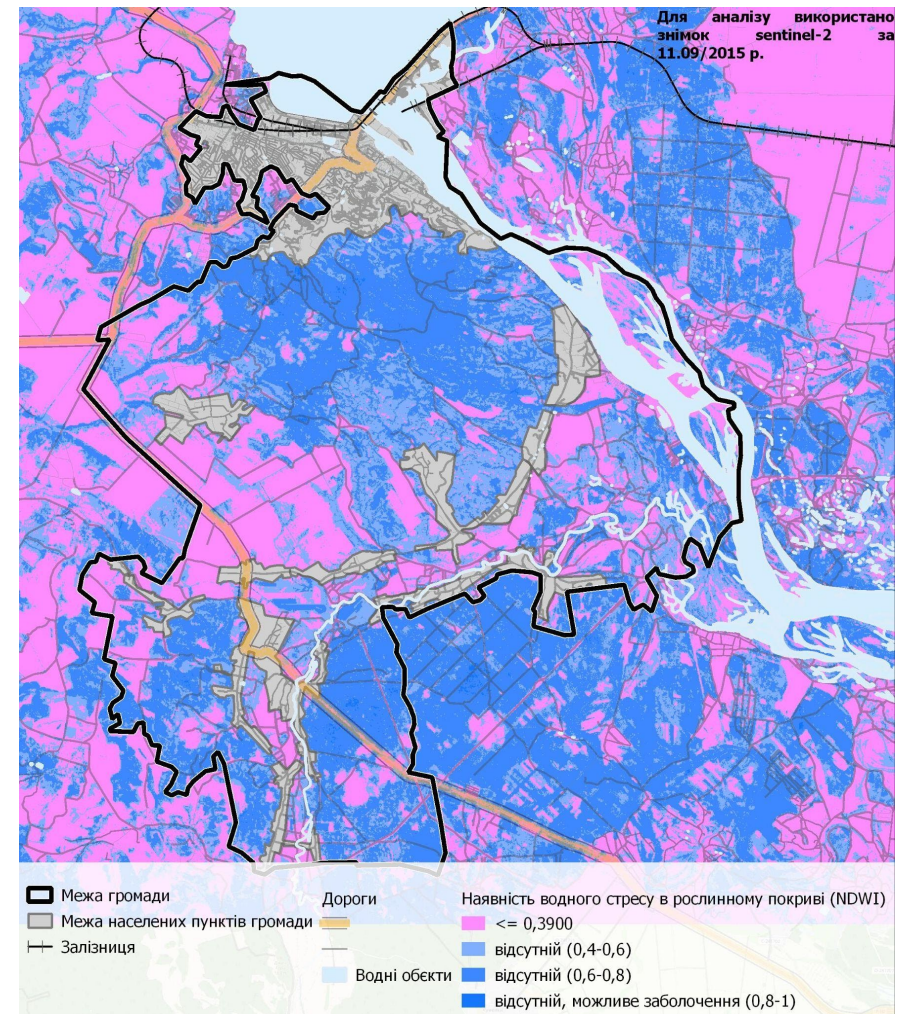 Для аналізу використано
знімок sentinel-2 за
11.09/2015 р.
Межа громади
Межа населених пунктів громади
Залізниця
Дороги
Водні обєкти
Наявність водного стресу в рослинному покриві (NDWI)
<= 0,3900
відсутній (0,4-0,6)
відсутній (0,6-0,8)
відсутній, можливе заболочення (0,8-1)